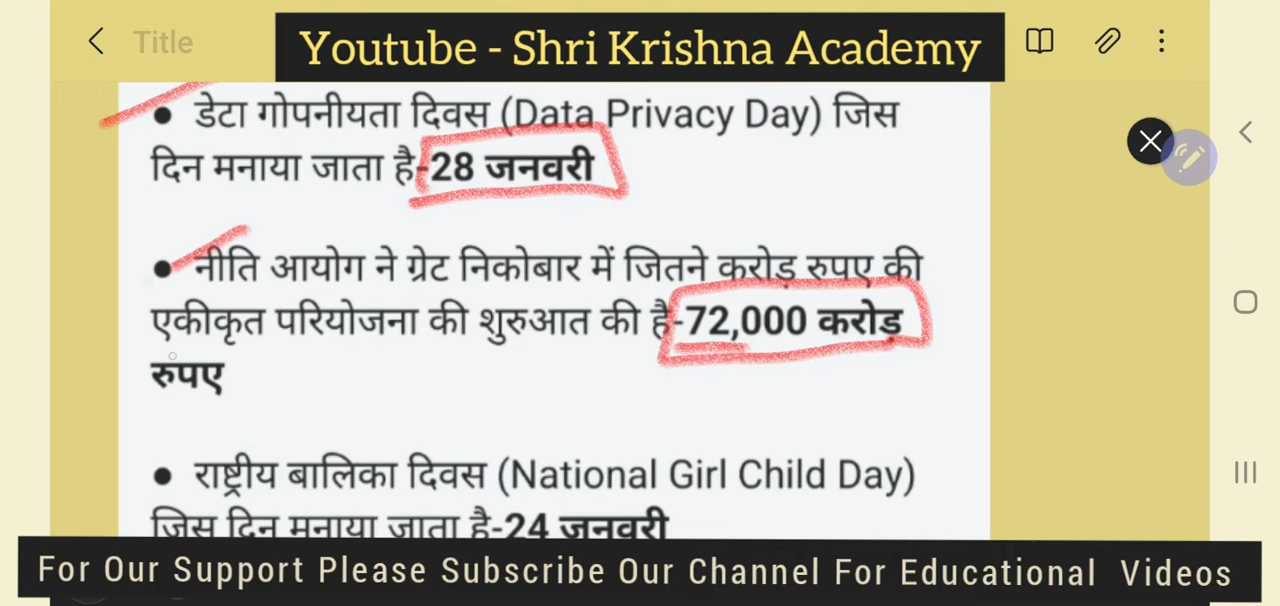 Title
Youtube - Shri Krishna Academy
● डेटा गोपनीयता दिवस (Data Privacy Day) जिस
दिन मनाया जाता है-28 जनवरी
● नीति आयोग ने ग्रेट निकोबार में जितने करोड़ रुपए की
एकीकृत परियोजना की शुरुआत की है-72,000 करोड़
रुपए
● राष्ट्रीय बालिका दिवस (National Girl Child Day)
जिस दिन मनाया जाता है-24 जनवरी
For Our Support Please Subscribe Our Channel For Educational Videos